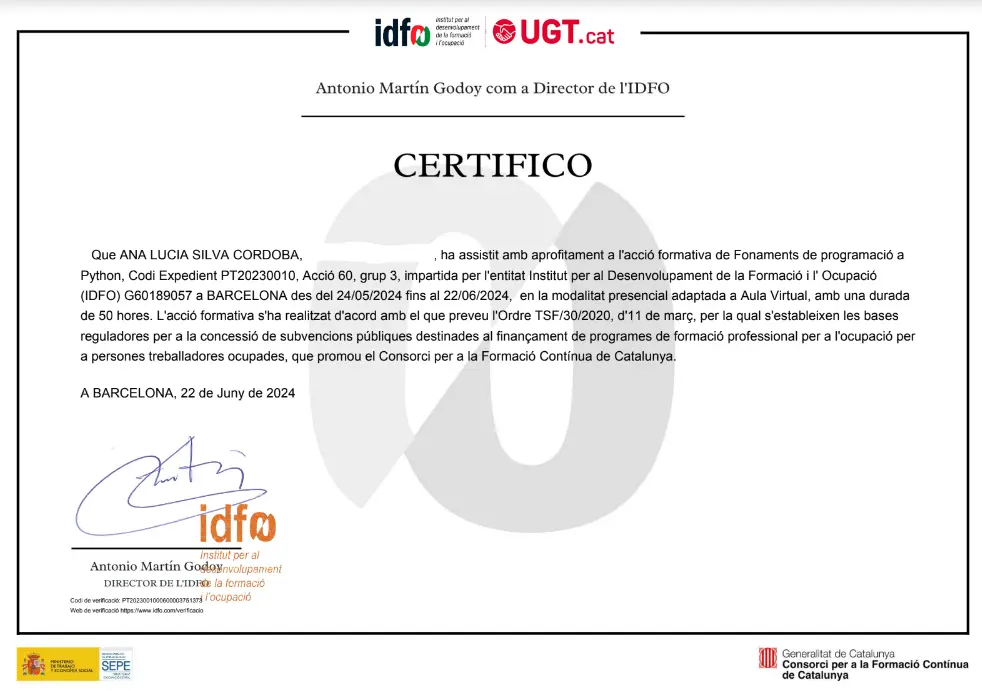 idfo
institut per al
desenvolupament
de la formació
i l'ocupació
UGT.cat
Antonio Martín Godoy com a Director de l'IDFO
CERTIFICO
Que ANA LUCIA SILVA CORDOBA, , ha assistit amb aprofitament a l'acció formativa de Fonaments de programació a
Python, Codi Expedient PT20230010, Acció 60, grup 3, impartida per l'entitat Institut per al Desenvolupament de la Formació i l' Ocupació
(IDFO) G60189057 a BARCELONA des del 24/05/2024 fins al 22/06/2024, en la modalitat presencial adaptada a Aula Virtual, amb una durada
de 50 hores. L'acció formativa s'ha realitzat d'acord amb el que preveu l'Ordre TSF/30/2020, d'11 de març, per la qual s'estableixen les bases
reguladores per a la concessió de subvencions públiques destinades al finançament de programes de formació professional per a l'ocupació per
a persones treballadores ocupades, que promou el Consorci per a la Formació Contínua de Catalunya.
A BARCELONA, 22 de Juny de 2024
idfo
Institut per al
desenvolupament
de la formació
i l'ocupació
Antonio Martín Godoy
DIRECTOR DE L'IDFO
Codi de verificació: PT2023001000600003761373
Web de verificació https://www.idfo.com/verificacio
MINISTERIO
DE TRABAJO
Y ECONOMÍA SOCIAL
SEPE
Generalitat de Catalunya
Consorci per a la Formació Contínua
de Catalunya